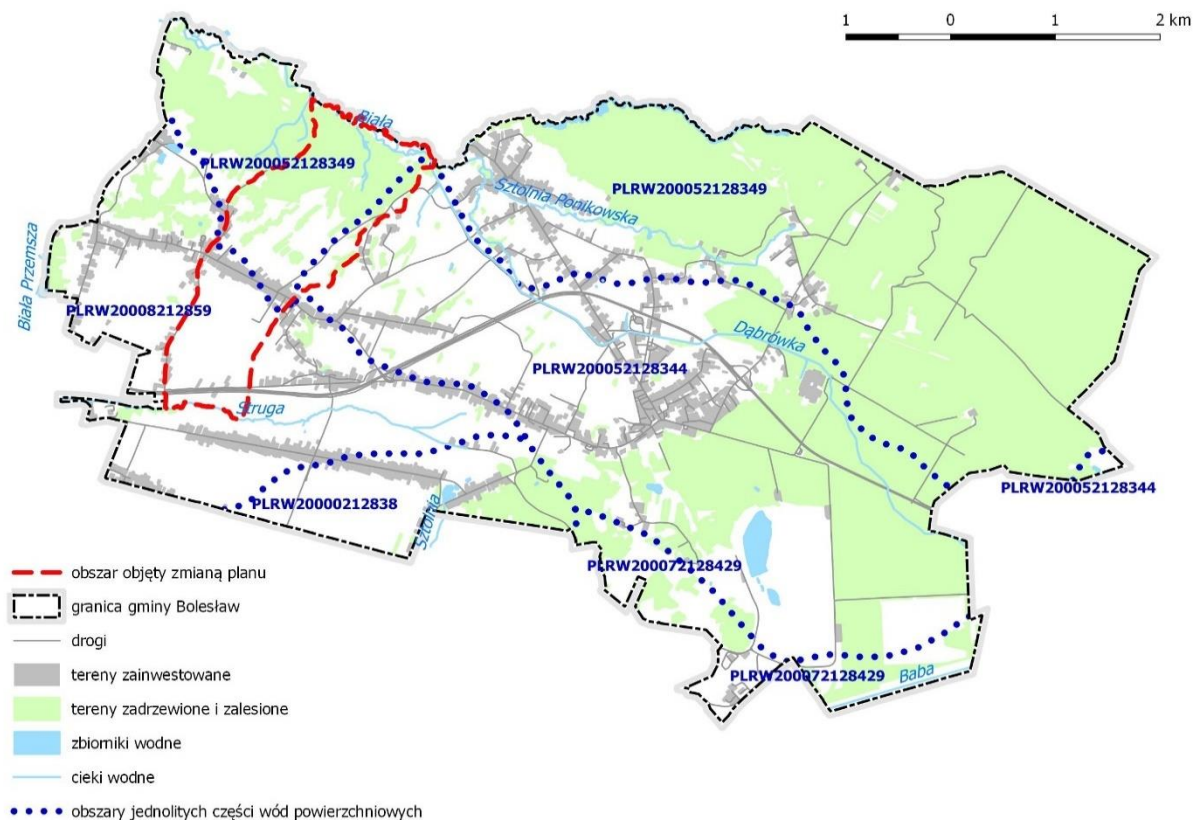 1 0 1 2 km
Biała
PLRW200052128349
PLRW200052128349
Sztolnia Ponikowska
Biała Przemsza
PLRW20008212859
Dąbrówka
PLRW200052128344
Struga
PLRW200052128344
PLRW20000212838
Sztolnia
PLRW200072128429
PLRW200072128429
Baba
obszar objęty zmianą planu
granica gminy Bolesław
drogi
tereny zainwestowane
tereny zadrzewione i zalesione
zbiorniki wodne
cieki wodne
obszary jednolitych części wód powierzchniowych